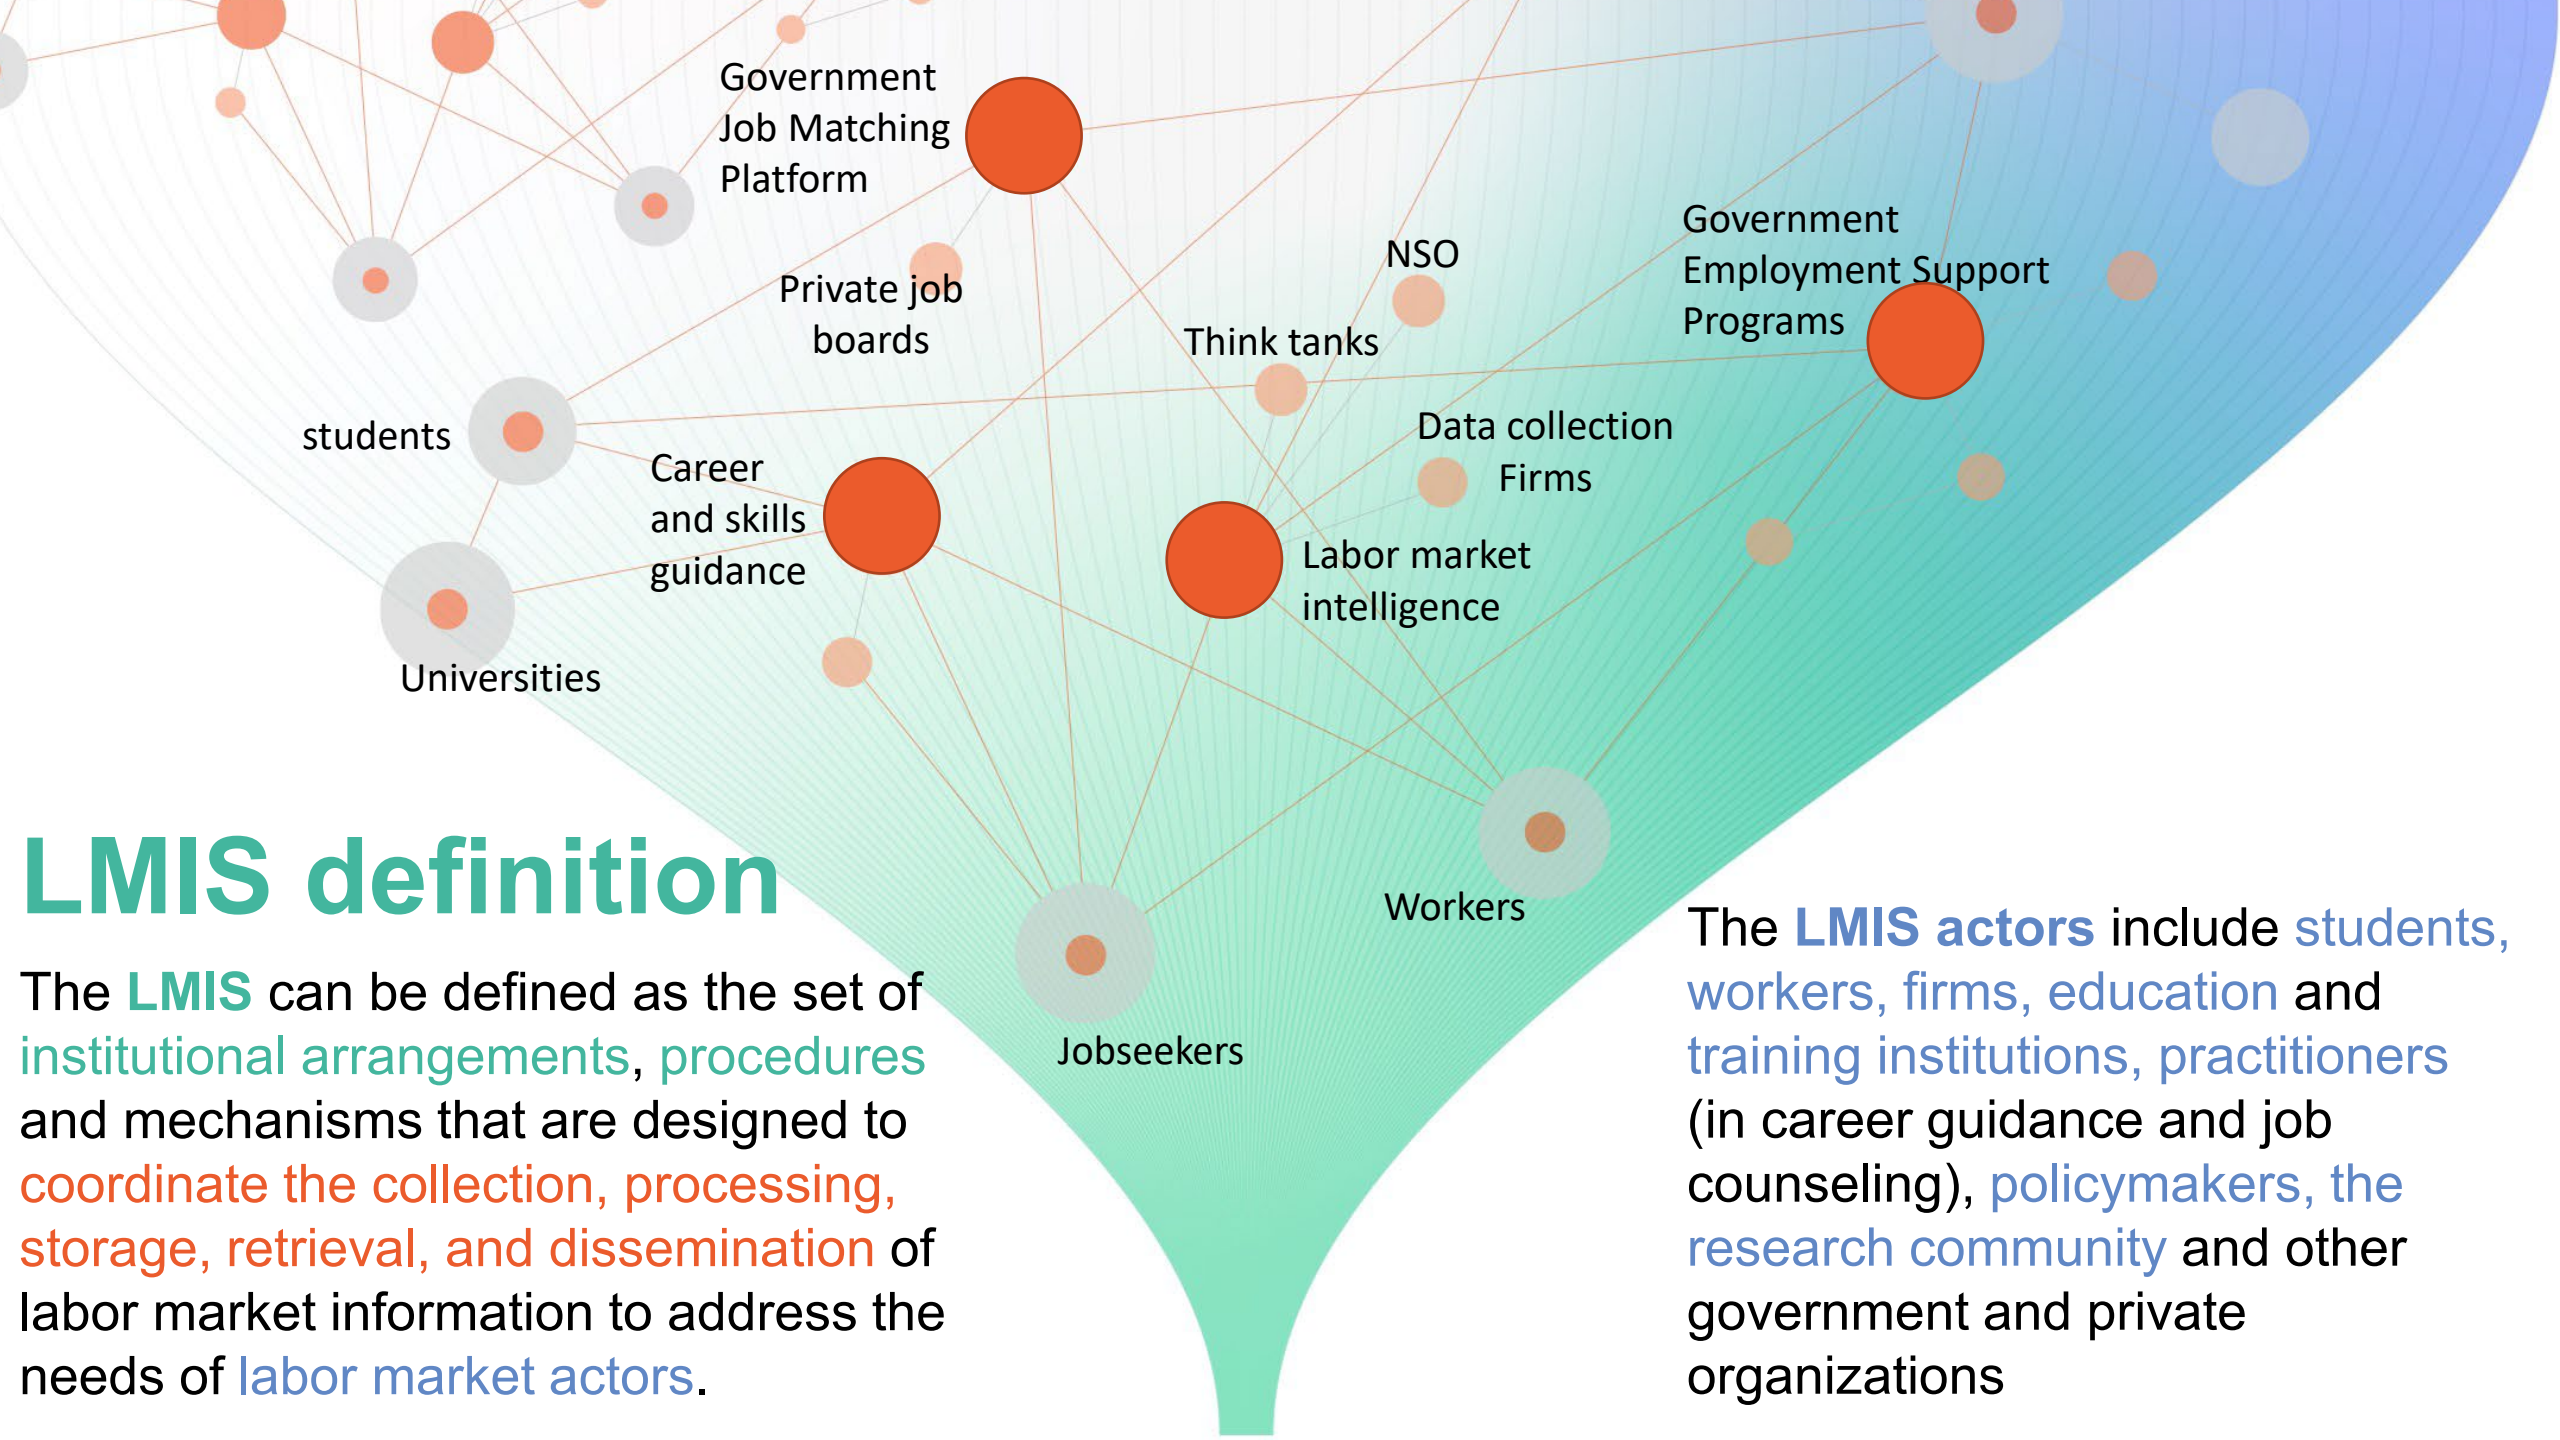 Government
Job Matching
Platform
NSO
Government
Employment Support
Programs
Private job
boards
Think tanks
students
Data collection
Firms
Career
and skills
guidance
Labor market
intelligence
Universities
Workers
Jobseekers
LMIS definition
The LMIS can be defined as the set of
institutional arrangements, procedures
and mechanisms that are designed to
coordinate the collection, processing,
storage, retrieval, and dissemination of
labor market information to address the
needs of labor market actors.
The LMIS actors include students,
workers, firms, education and
training institutions, practitioners
(in career guidance and job
counseling), policymakers, the
research community and other
government and private
organizations